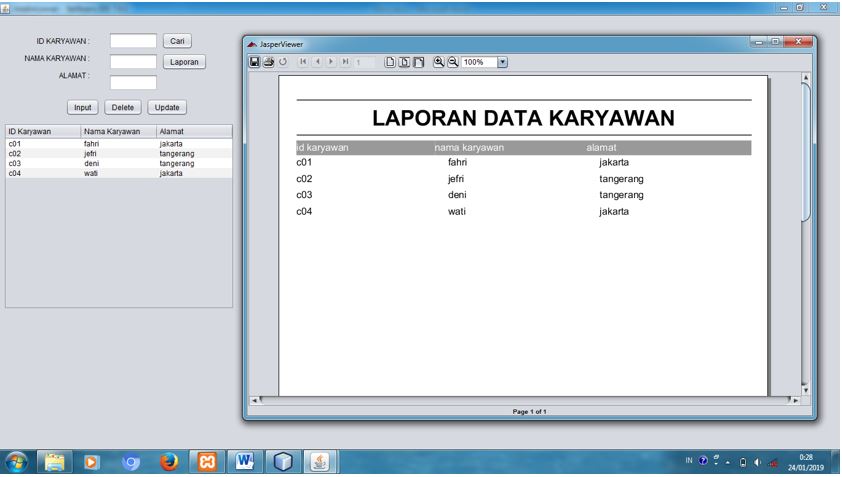 ID KARYAWAN :
Cari
NAMA KARYAWAN :
Laporan
ALAMAT :
Input Delete Update
ID Karyawan Nama Karyawan Alamat
c01 fahri jakarta
c02 jefri tangerang
c03 deni tangerang
c04 wati jakarta
JasperViewer
1
100%
LAPORAN DATA KARYAWAN
id karyawan nama karyawan alamat
c01 fahri jakarta
c02 jefri tangerang
c03 deni tangerang
c04 wati jakarta
Page 1 of 1
IN
0:28
24/01/2019